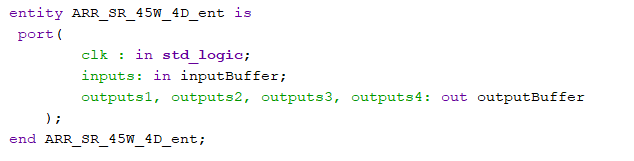 entity ARR_SR_45W_4D_ent is
port(
clk : in std_logic;
inputs: in inputBuffer;
outputs1, outputs2, outputs3, outputs4: out outputBuffer
);
end ARR_SR_45W_4D_ent;